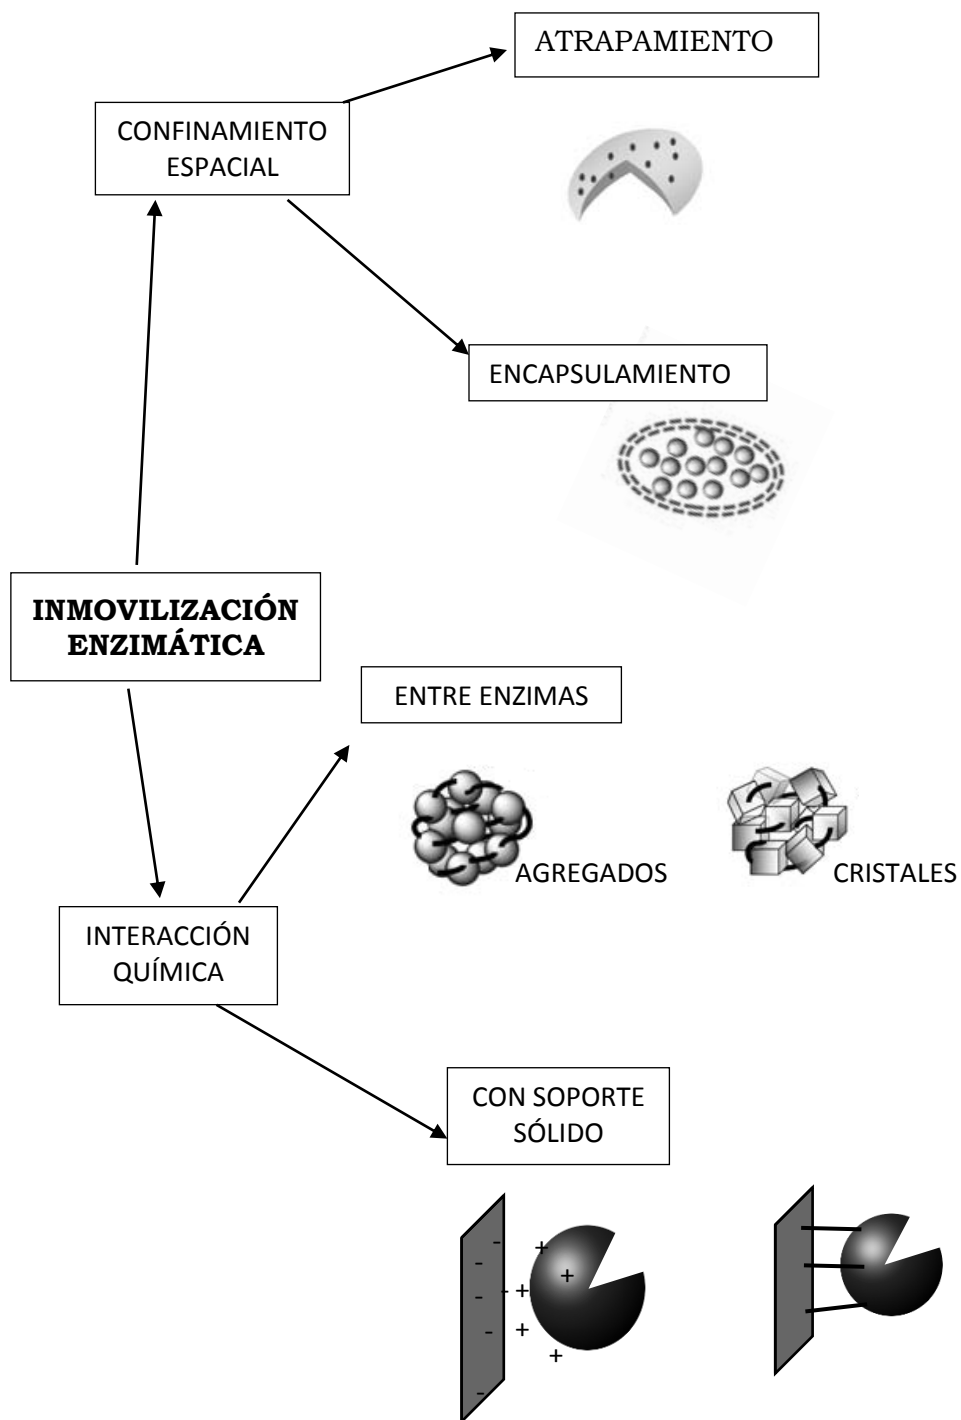 ATRAPAMIENTO
CONFINAMIENTO
ESPACIAL
ENCAPSULAMIENTO
INMOVILIZACIÓN
ENZIMÁTICA
ENTRE ENZIMAS
AGREGADOS
CRISTALES
INTERACCIÓN
QUÍMICA
CON SOPORTE
SÓLIDO
-
+
-
+
-
-
+
-
+
+
-